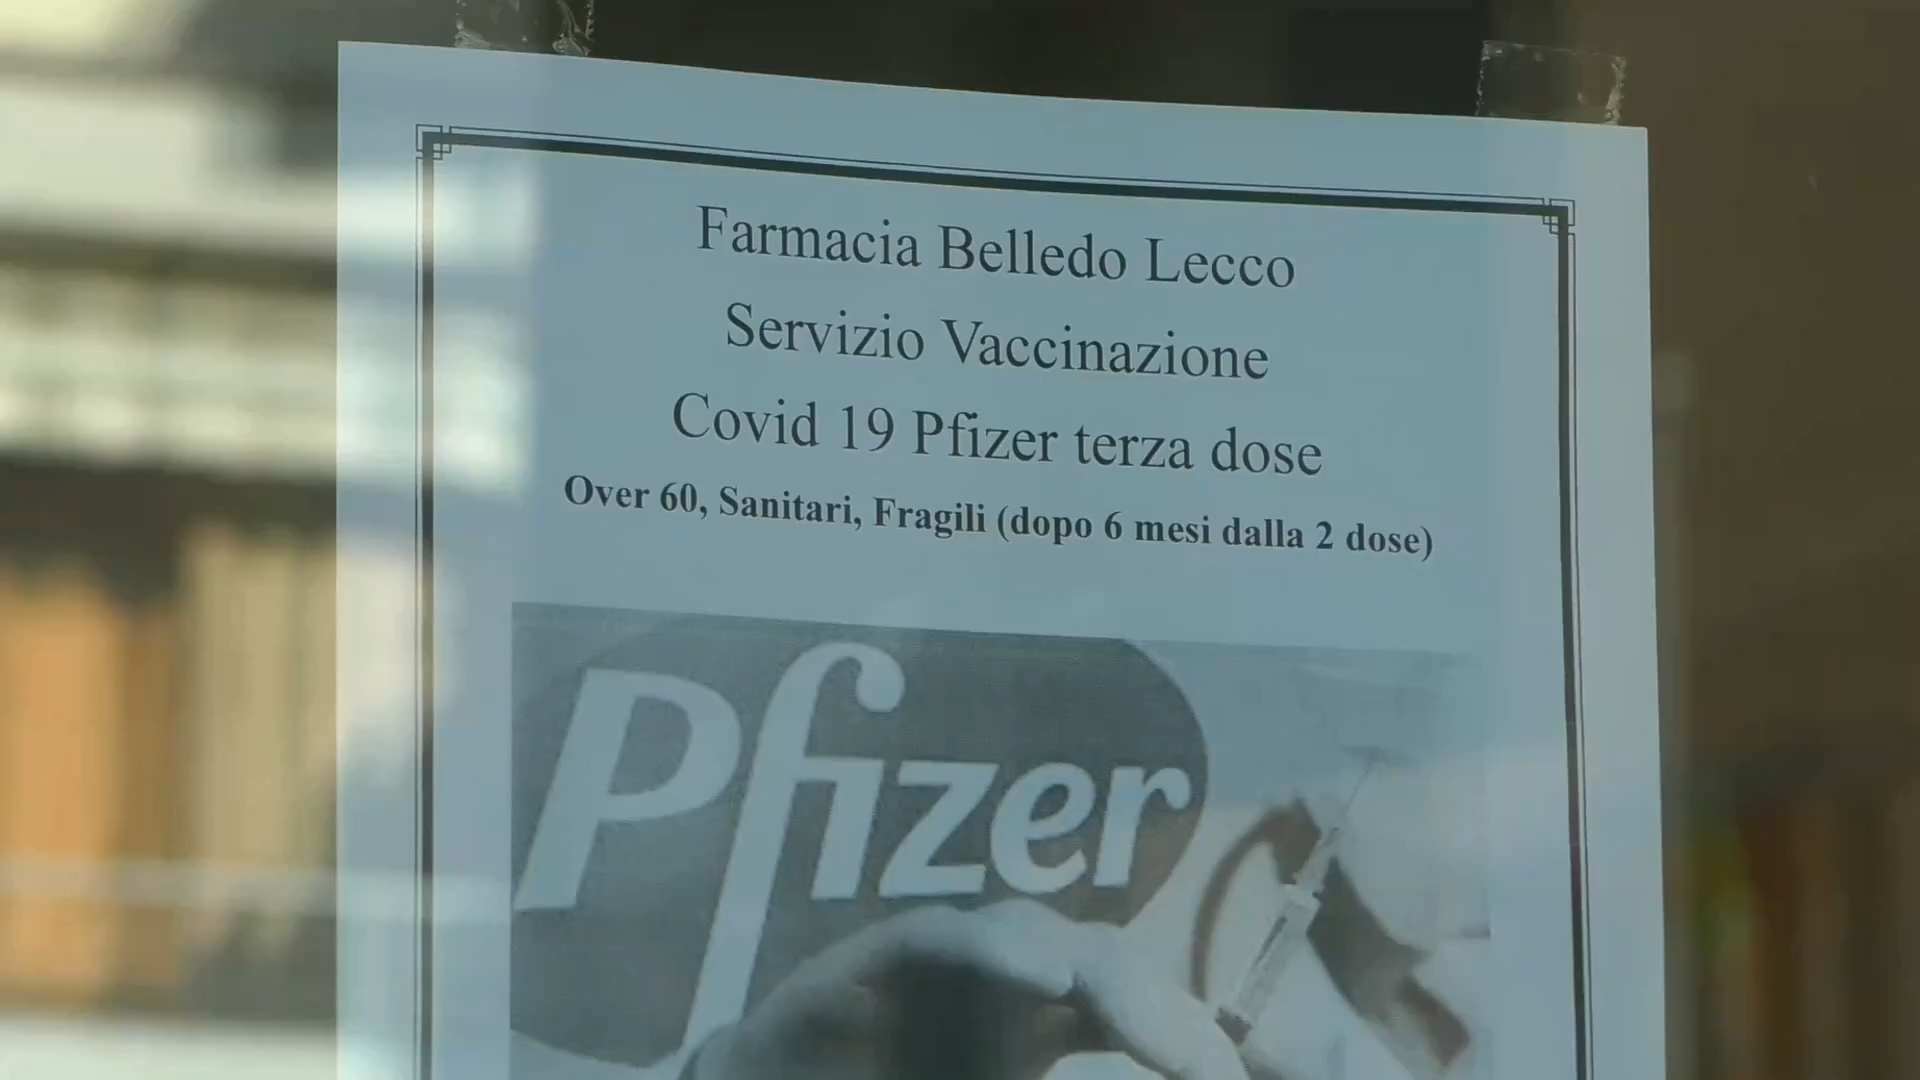 Farmacia Belledo Lecco
Servizio Vaccinazione
Covid 19 Pfizer terza dose
Over 60, Sanitari, Fragili (dopo 6 mesi dalla 2 dose)
Pfizer